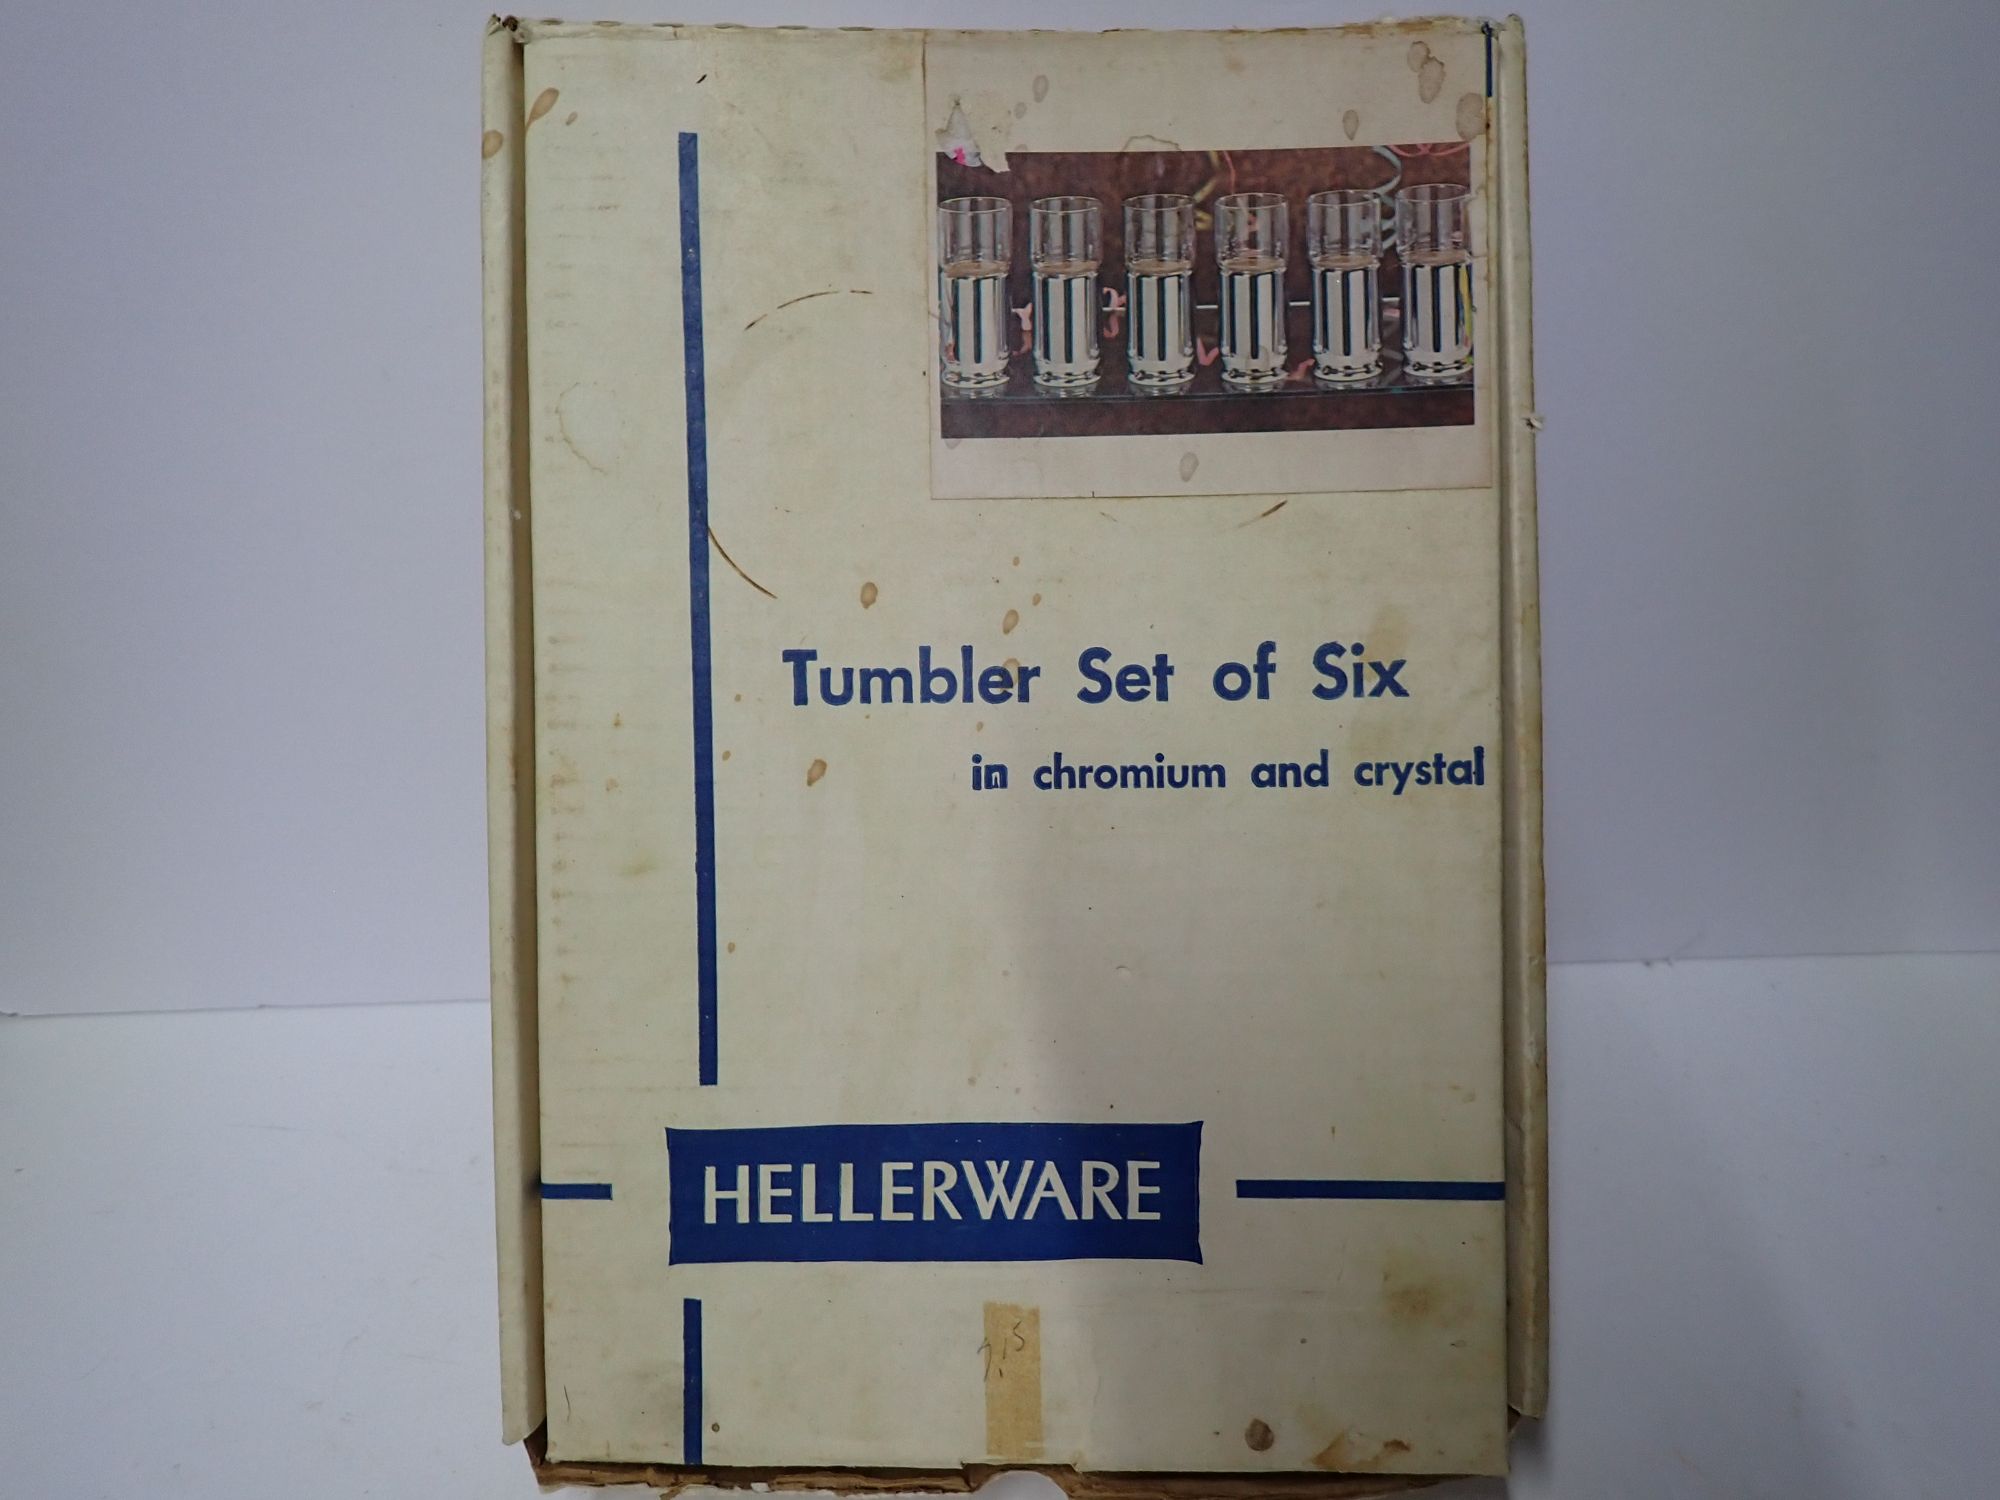 Tumbler Set of Six
in chromium and crystal
HELLERWARE